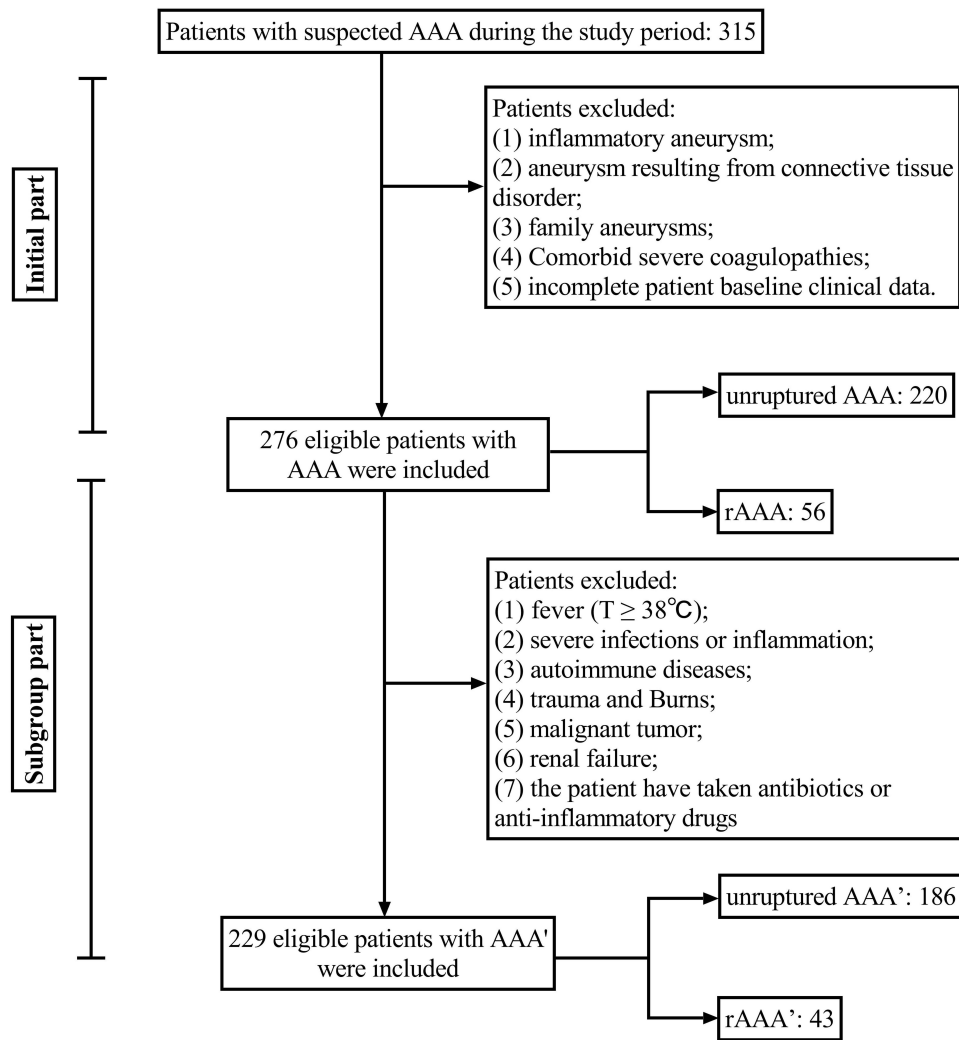 Patients with suspected AAA during the study period: 315
Initial part
Patients excluded:
(1) inflammatory aneurysm;
(2) aneurysm resulting from connective tissue
disorder;
(3) family aneurysms;
(4) Comorbid severe coagulopathies;
(5) incomplete patient baseline clinical data.
276 eligible patients with
AAA were included
unruptured AAA: 220
rAAA: 56
Subgroup part
Patients excluded:
(1) fever (T ≥ 38℃);
(2) severe infections or inflammation;
(3) autoimmune diseases;
(4) trauma and Burns;
(5) malignant tumor;
(6) renal failure;
(7) the patient have taken antibiotics or
anti-inflammatory drugs
229 eligible patients with AAA'
were included
unruptured AAA’: 186
rAAA’: 43